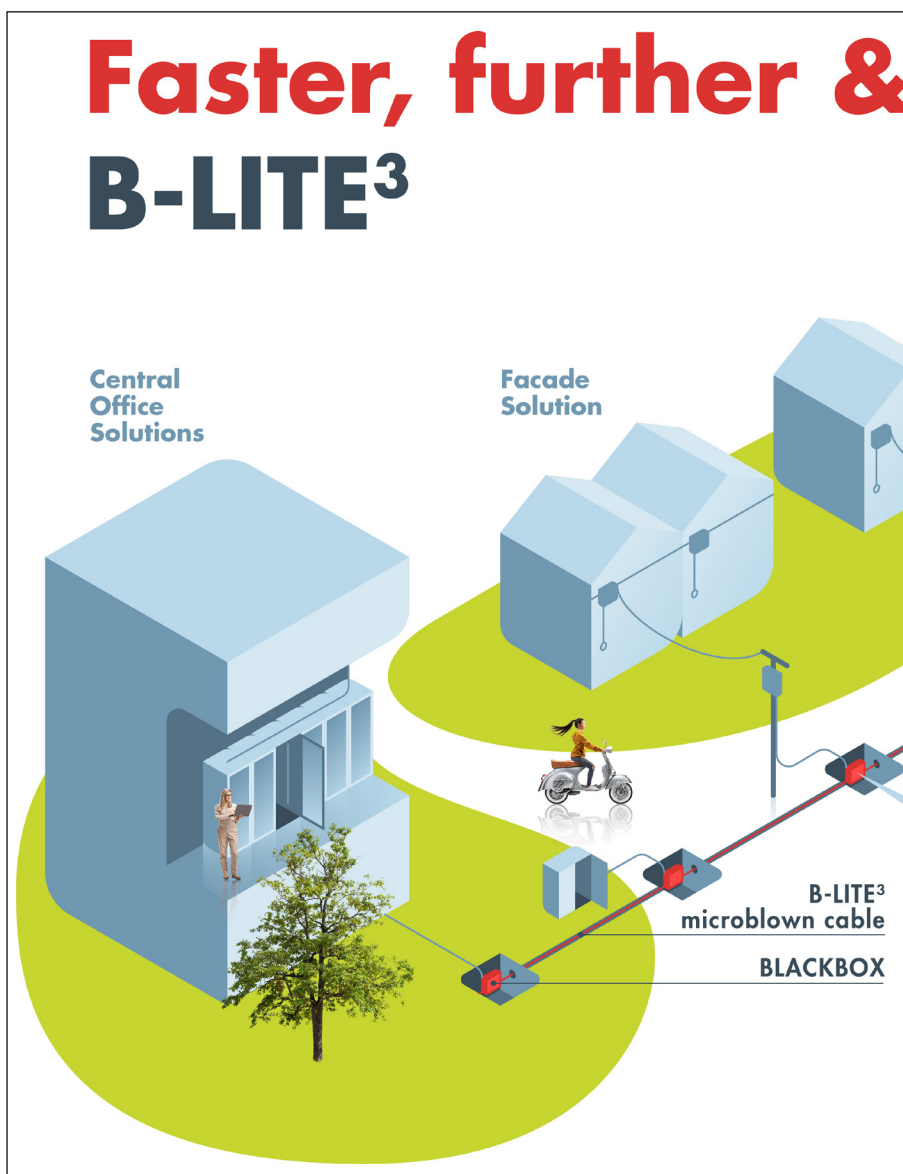 Faster, further &
B-LITE³
Central
Office
Solutions
Facade
Solution
B-LITE³
microblown cable
BLACKBOX